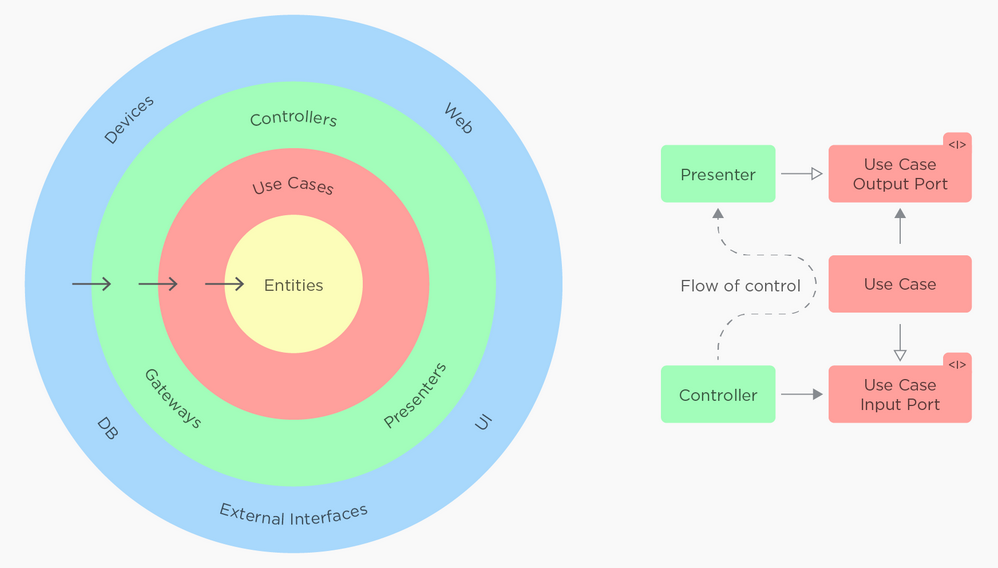 Devices
Web
Controllers
Use Cases
Entities
Gateways
Presenters
DB
UI
External Interfaces
<I>
Presenter
Use Case
Output Port
Flow of control
Use Case
<I>
Controller
Use Case
Input Port